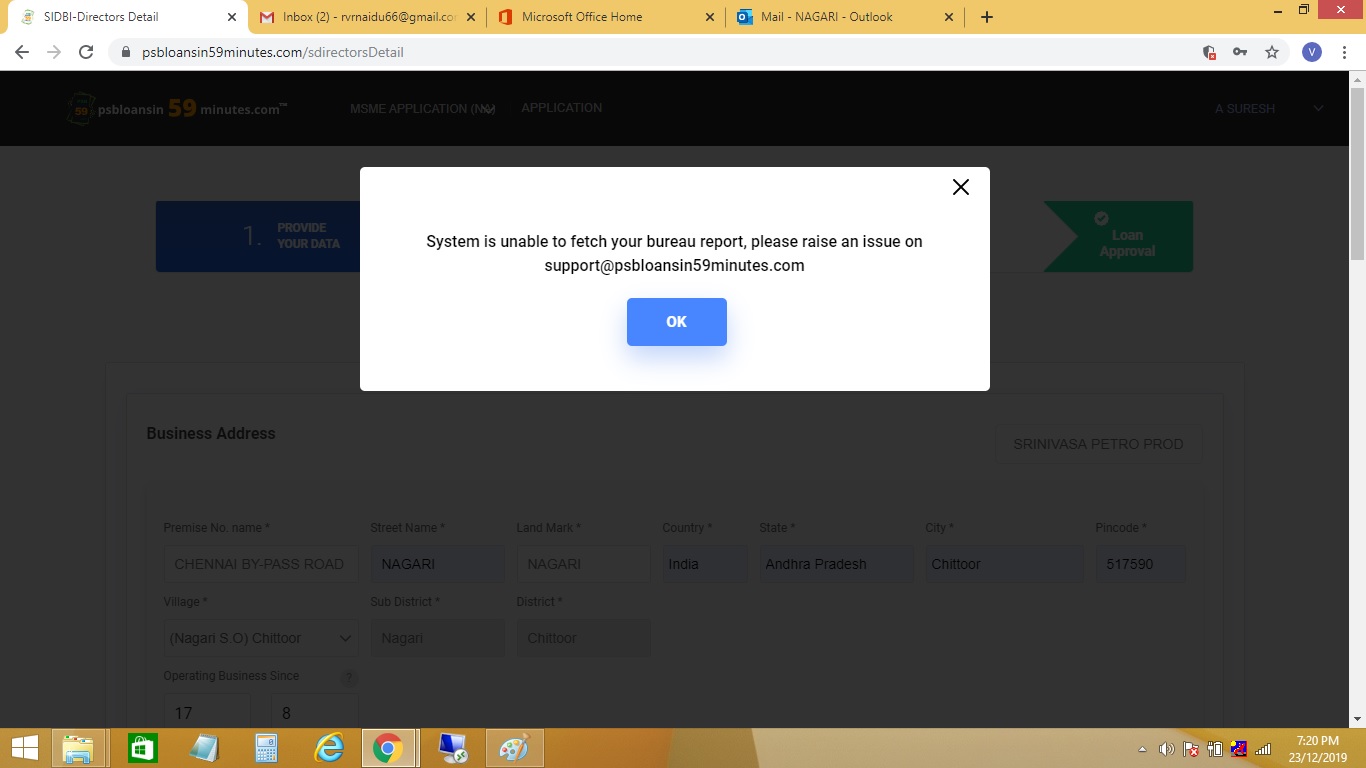 SIDBI-Directors Detail
Inbox (2) - rvrnaidu66@gmail.cor
Microsoft Office Home
Mail - NAGARI - Outlook
psbloansin59minutes.com/sdirectorsDetail
V
59
psbloansin 59 minutes.com™
MSME APPLICATION (NA)
APPLICATION
A SURESH
System is unable to fetch your bureau report, please raise an issue on
support@psbloansin59minutes.com
OK
1. PROVIDE
YOUR DATA
Loan
Approval
Business Address
SRINIVASA PETRO PROD
Premise No. name *
Street Name *
Land Mark *
Country *
State *
City *
Pincode *
CHENNAI BY-PASS ROAD
NAGARI
NAGARI
India
Andhra Pradesh
Chittoor
517590
Village *
Sub District *
District *
(Nagari S.O) Chittoor
Nagari
Chittoor
Operating Business Since
?
17
8
7:20 PM
23/12/2019